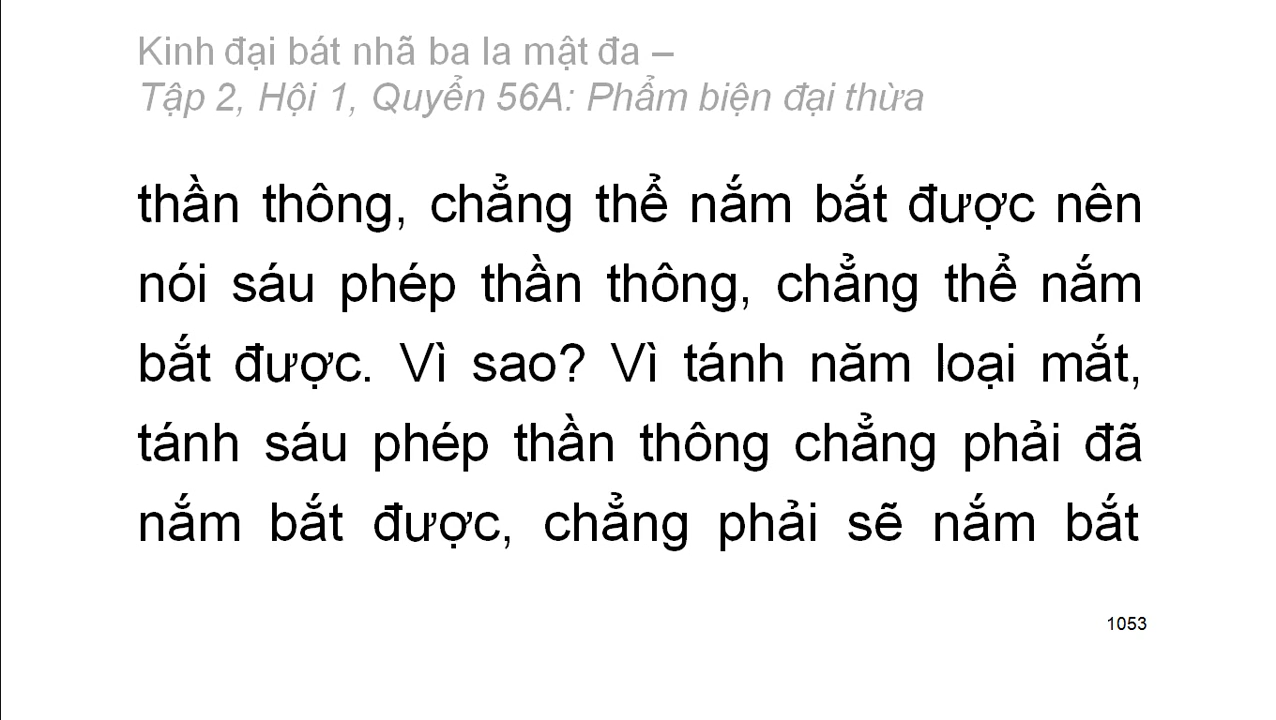 Kinh đại bát nhã ba la mật đa –
Tập 2, Hội 1, Quyển 56A: Phẩm biện đại thừa
thần thông, chẳng thể nắm bắt được nên
nói sáu phép thần thông, chẳng thể nắm
bắt được. Vì sao? Vì tánh năm loại mắt,
tánh sáu phép thần thông chẳng phải đã
nắm bắt được, chẳng phải sẽ nắm bắt
1053